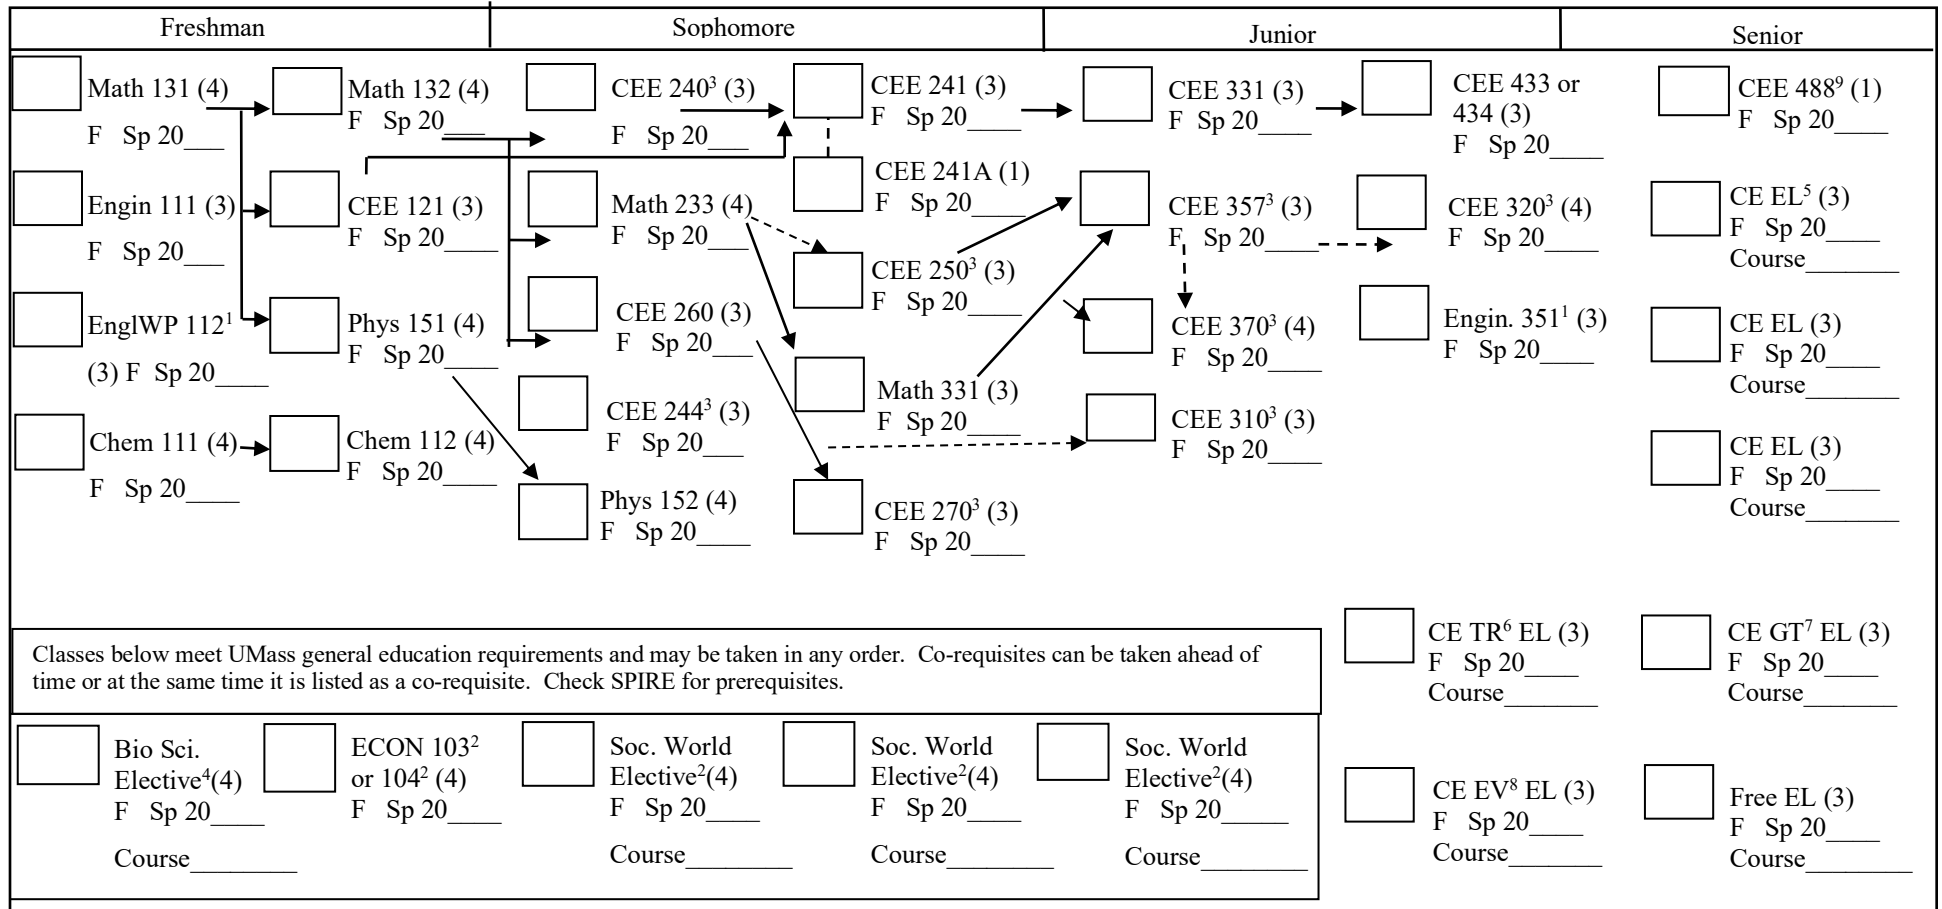 Freshman
Sophomore
Junior
Senior
Math 131 (4)
F Sp 20___
Engin 111 (3)
F Sp 20___
EnglWP 112¹
(3) F Sp 20____
Chem 111 (4)
F Sp 20____
Math 132 (4)
F Sp 20___
CEE 121 (3)
F Sp 20____
Phys 151 (4)
F Sp 20____
Chem 112 (4)
F Sp 20____
CEE 240³ (3)
F Sp 20___
Math 233 (4)
F Sp 20___
CEE 260 (3)
F Sp 20___
CEE 244³ (3)
F Sp 20___
Phys 152 (4)
F Sp 20____
CEE 241 (3)
F Sp 20____
CEE 241A (1)
F Sp 20____
CEE 250³ (3)
F Sp 20____
Math 331 (3)
F Sp 20____
CEE 270³ (3)
F Sp 20____
CEE 331 (3)
F Sp 20____
CEE 357³ (3)
F Sp 20____
CEE 370³ (4)
F Sp 20____
CEE 310³ (3)
F Sp 20____
CEE 433 or
434 (3)
F Sp 20____
CEE 320³ (4)
F Sp 20____
Engin. 351¹ (3)
F Sp 20____
CEE 488⁹ (1)
F Sp 20____
CE EL⁵ (3)
F Sp 20____
Course_______
CE EL (3)
F Sp 20____
Course_______
CE EL (3)
F Sp 20____
Course_______
CE TR⁶ EL (3)
F Sp 20____
Course_______
CE GT⁷ EL (3)
F Sp 20____
Course_______
Classes below meet UMass general education requirements and may be taken in any order. Co-requisites can be taken ahead of
time or at the same time it is listed as a co-requisite. Check SPIRE for prerequisites.
Bio Sci.
Elective⁴(4)
F Sp 20____
Course________
ECON 103²
or 104² (4)
F Sp 20____
Soc. World
Elective²(4)
F Sp 20____
Course________
Soc. World
Elective²(4)
F Sp 20____
Course________
Soc. World
Elective²(4)
F Sp 20_____
Course________
CE EV⁸ EL (3)
F Sp 20____
Course_______
Free EL (3)
F Sp 20____
Course________